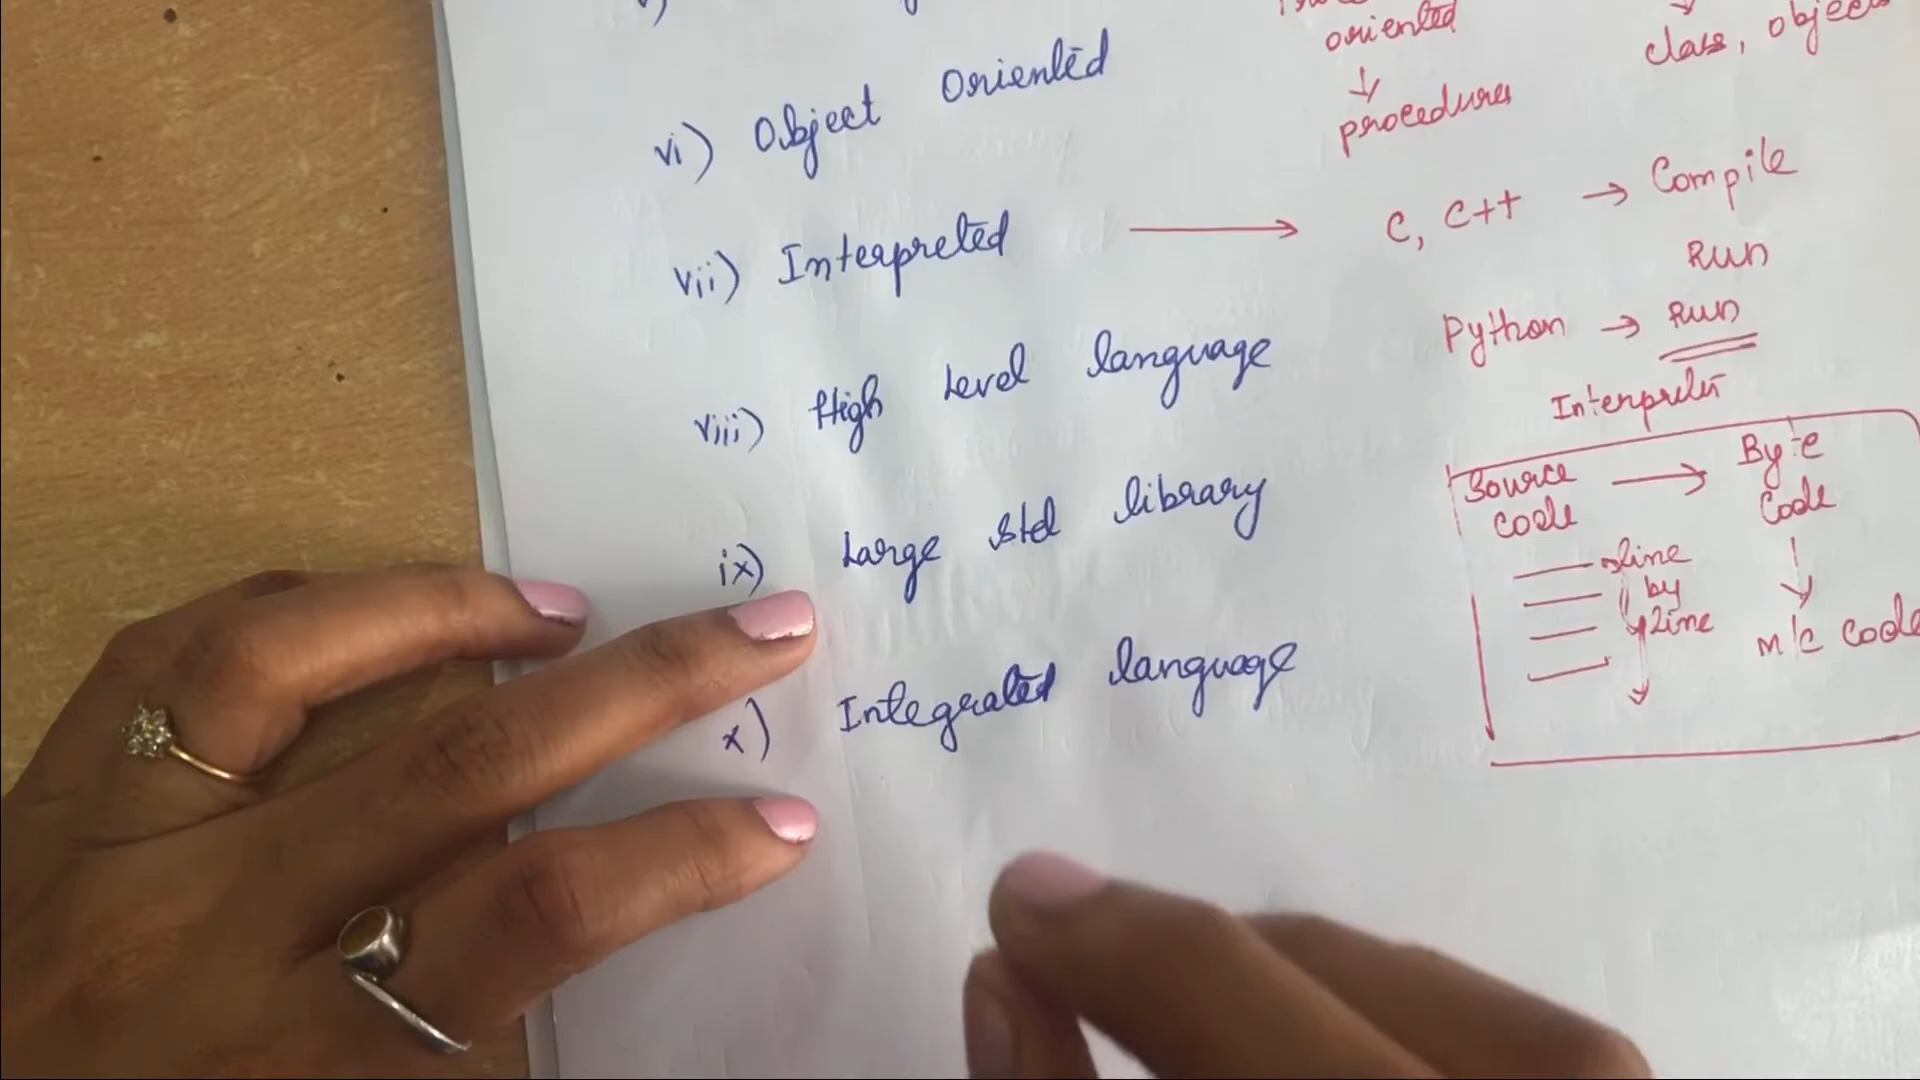 oriented
↓
procedures
class, object
vi) Object Oriented
vii) Interpreted → C, C++ → Compile
Run
Python → Run
viii) High Level language
Interpreter
Source code → Byte Code
line by line
↓
m/c code
ix) Large std library
x) Integrated language